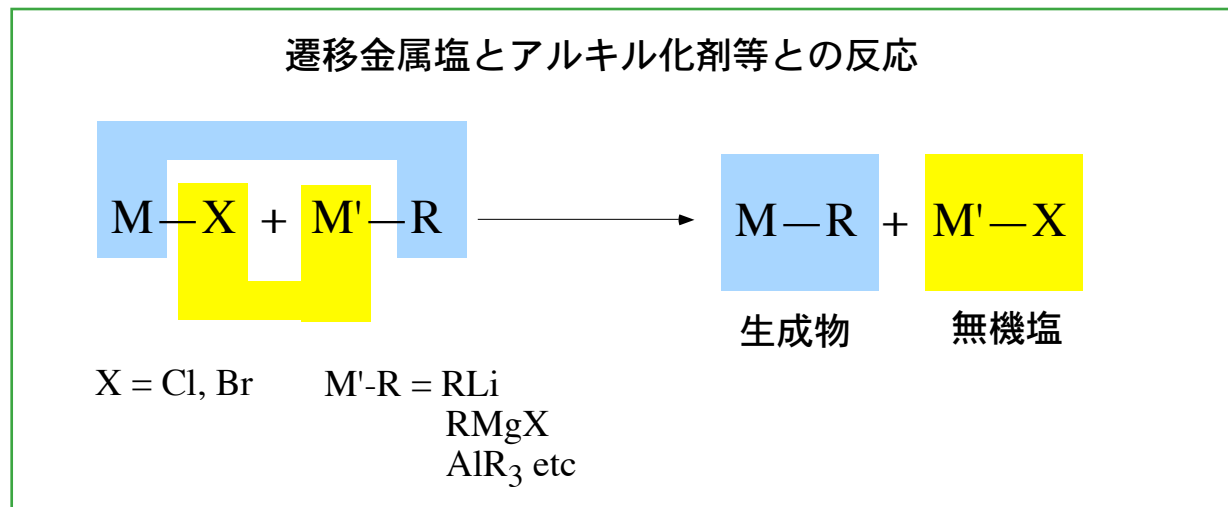 遷移金属塩とアルキル化剤等との反応
M—X + M'—R → M—R + M'—X
生成物 無機塩
X = Cl, Br M'-R = RLi
RMgX
AlR₃ etc